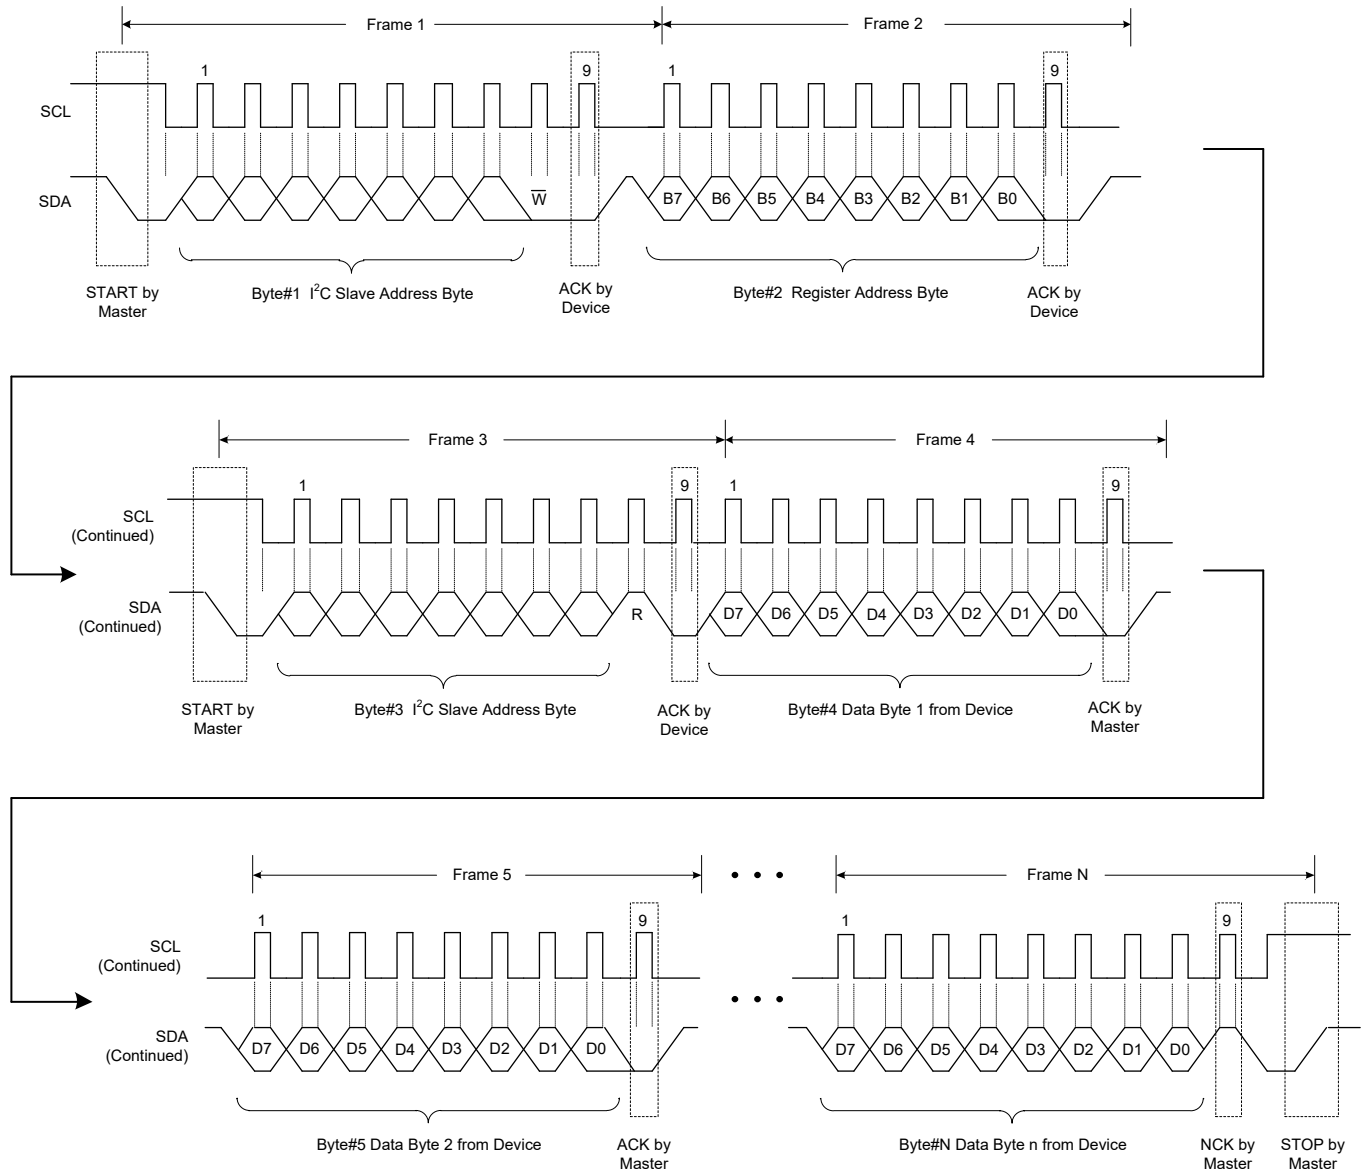 Frame 1
Frame 2
1
9
1
9
SCL
SDA
W
B7 B6 B5 B4 B3 B2 B1 B0
START by
Master
Byte#1 I²C Slave Address Byte
ACK by
Device
Byte#2 Register Address Byte
ACK by
Device
Frame 3
Frame 4
1
9
1
9
SCL
(Continued)
SDA
(Continued)
R
D7 D6 D5 D4 D3 D2 D1 D0
START by
Master
Byte#3 I²C Slave Address Byte
ACK by
Device
Byte#4 Data Byte 1 from Device
ACK by
Master
Frame 5
• • •
Frame N
1
9
1
9
SCL
(Continued)
• • •
SDA
(Continued)
D7 D6 D5 D4 D3 D2 D1 D0
D7 D6 D5 D4 D3 D2 D1 D0
Byte#5 Data Byte 2 from Device
ACK by
Master
Byte#N Data Byte n from Device
NCK by
Master
STOP by
Master